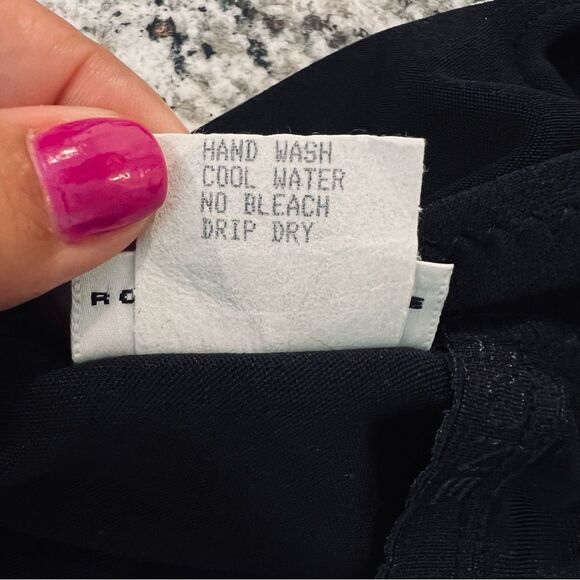 HAND WASH
COOL WATER
NO BLEACH
DRIP DRY